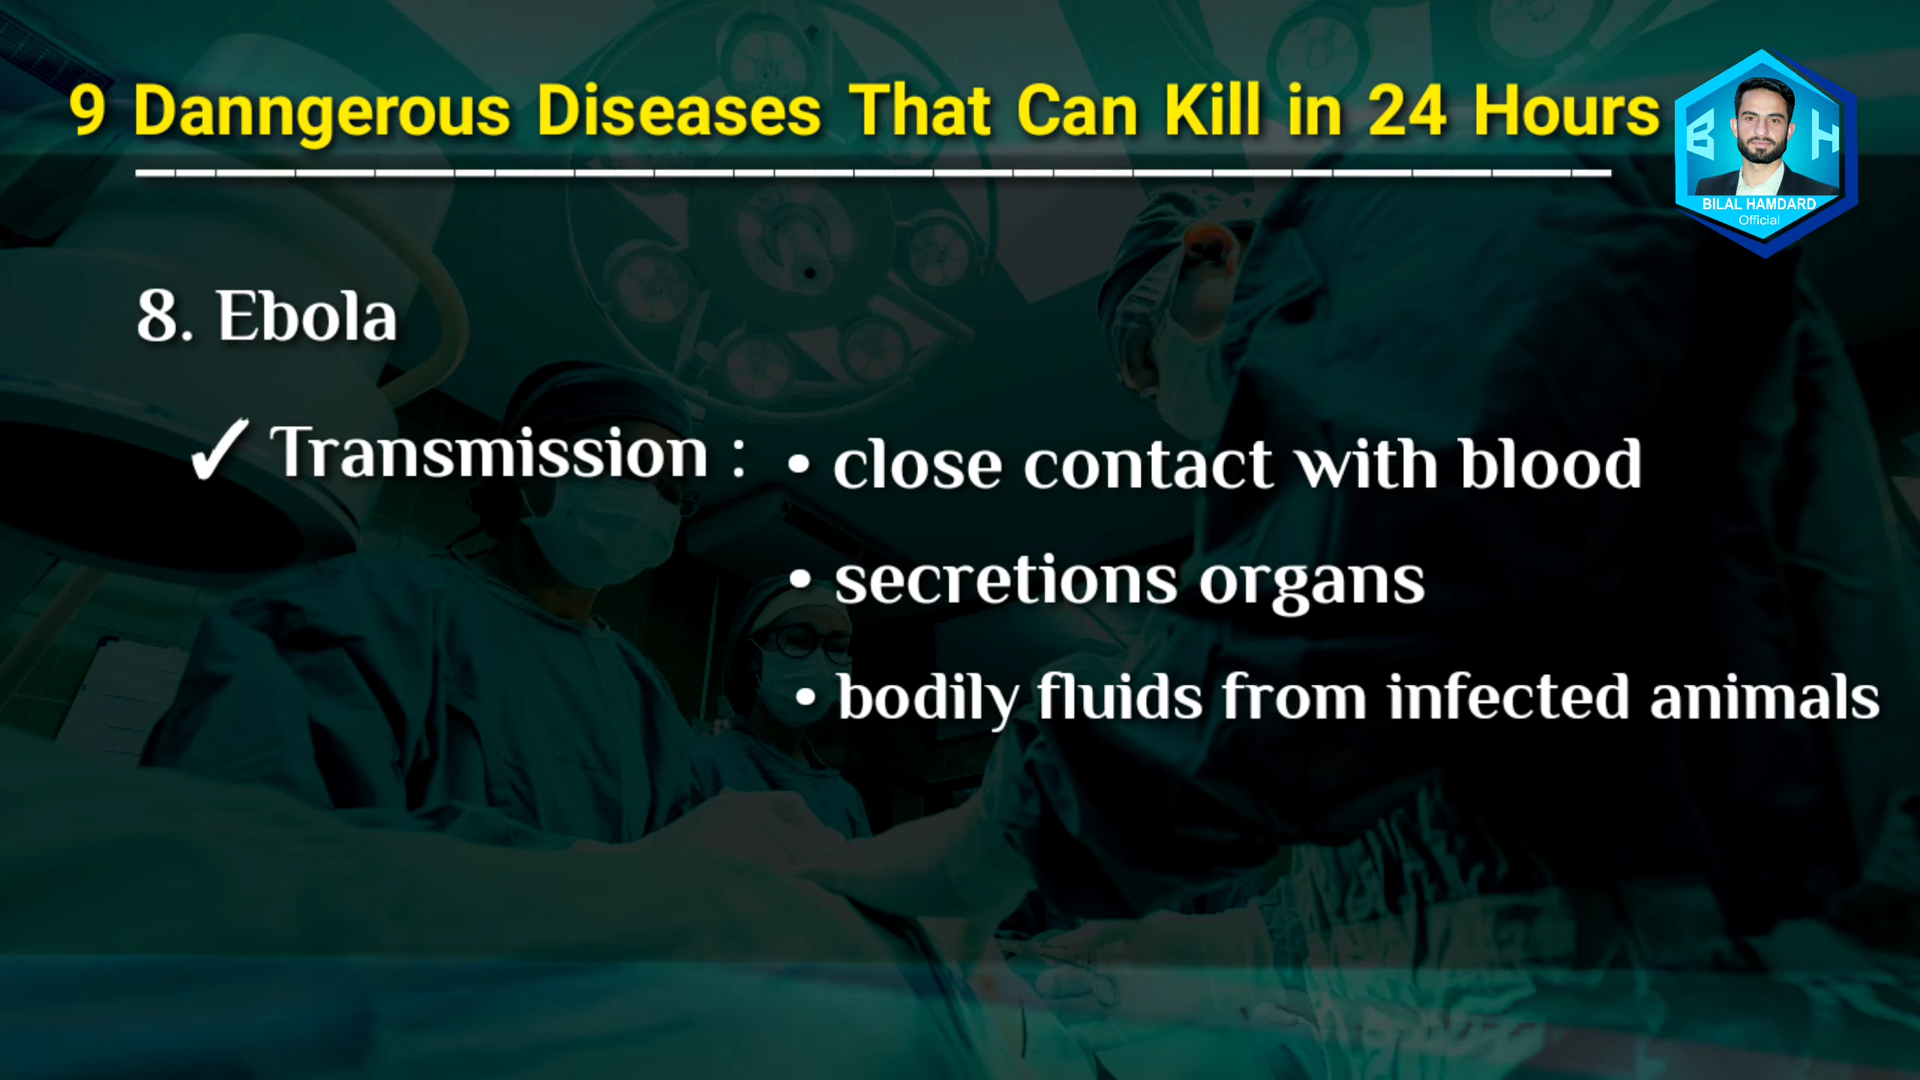 9 Danngerous Diseases That Can Kill in 24 Hours
B H
BILAL HAMDARD
Official
8. Ebola
✓ Transmission :
• close contact with blood
• secretions organs
• bodily fluids from infected animals